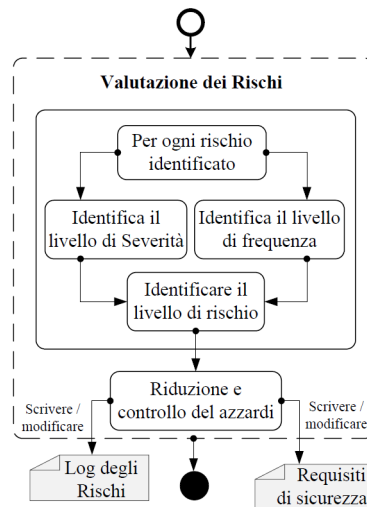 Valutazione dei Rischi
Per ogni rischio
identificato
Identifica il
livello di Severità
Identifica il livello
di frequenza
Identificare il
livello di rischio
Riduzione e
controllo del azzardi
Scrivere /
modificare
Scrivere /
modificare
Log degli
Rischi
Requisiti
di sicurezza